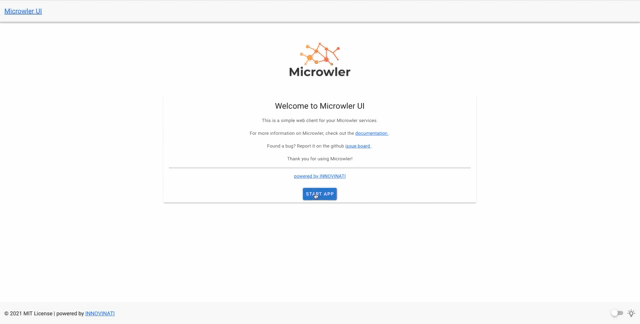 Microwler UI
Microwler
Welcome to Microwler UI
This is a simple web client for your Microwler services.
For more information on Microwler, check out the documentation.
Found a bug? Report it on the github issue board.
Thank you for using Microwler!
powered by INNOVINATI
START APP
© 2021 MIT License | powered by INNOVINATI